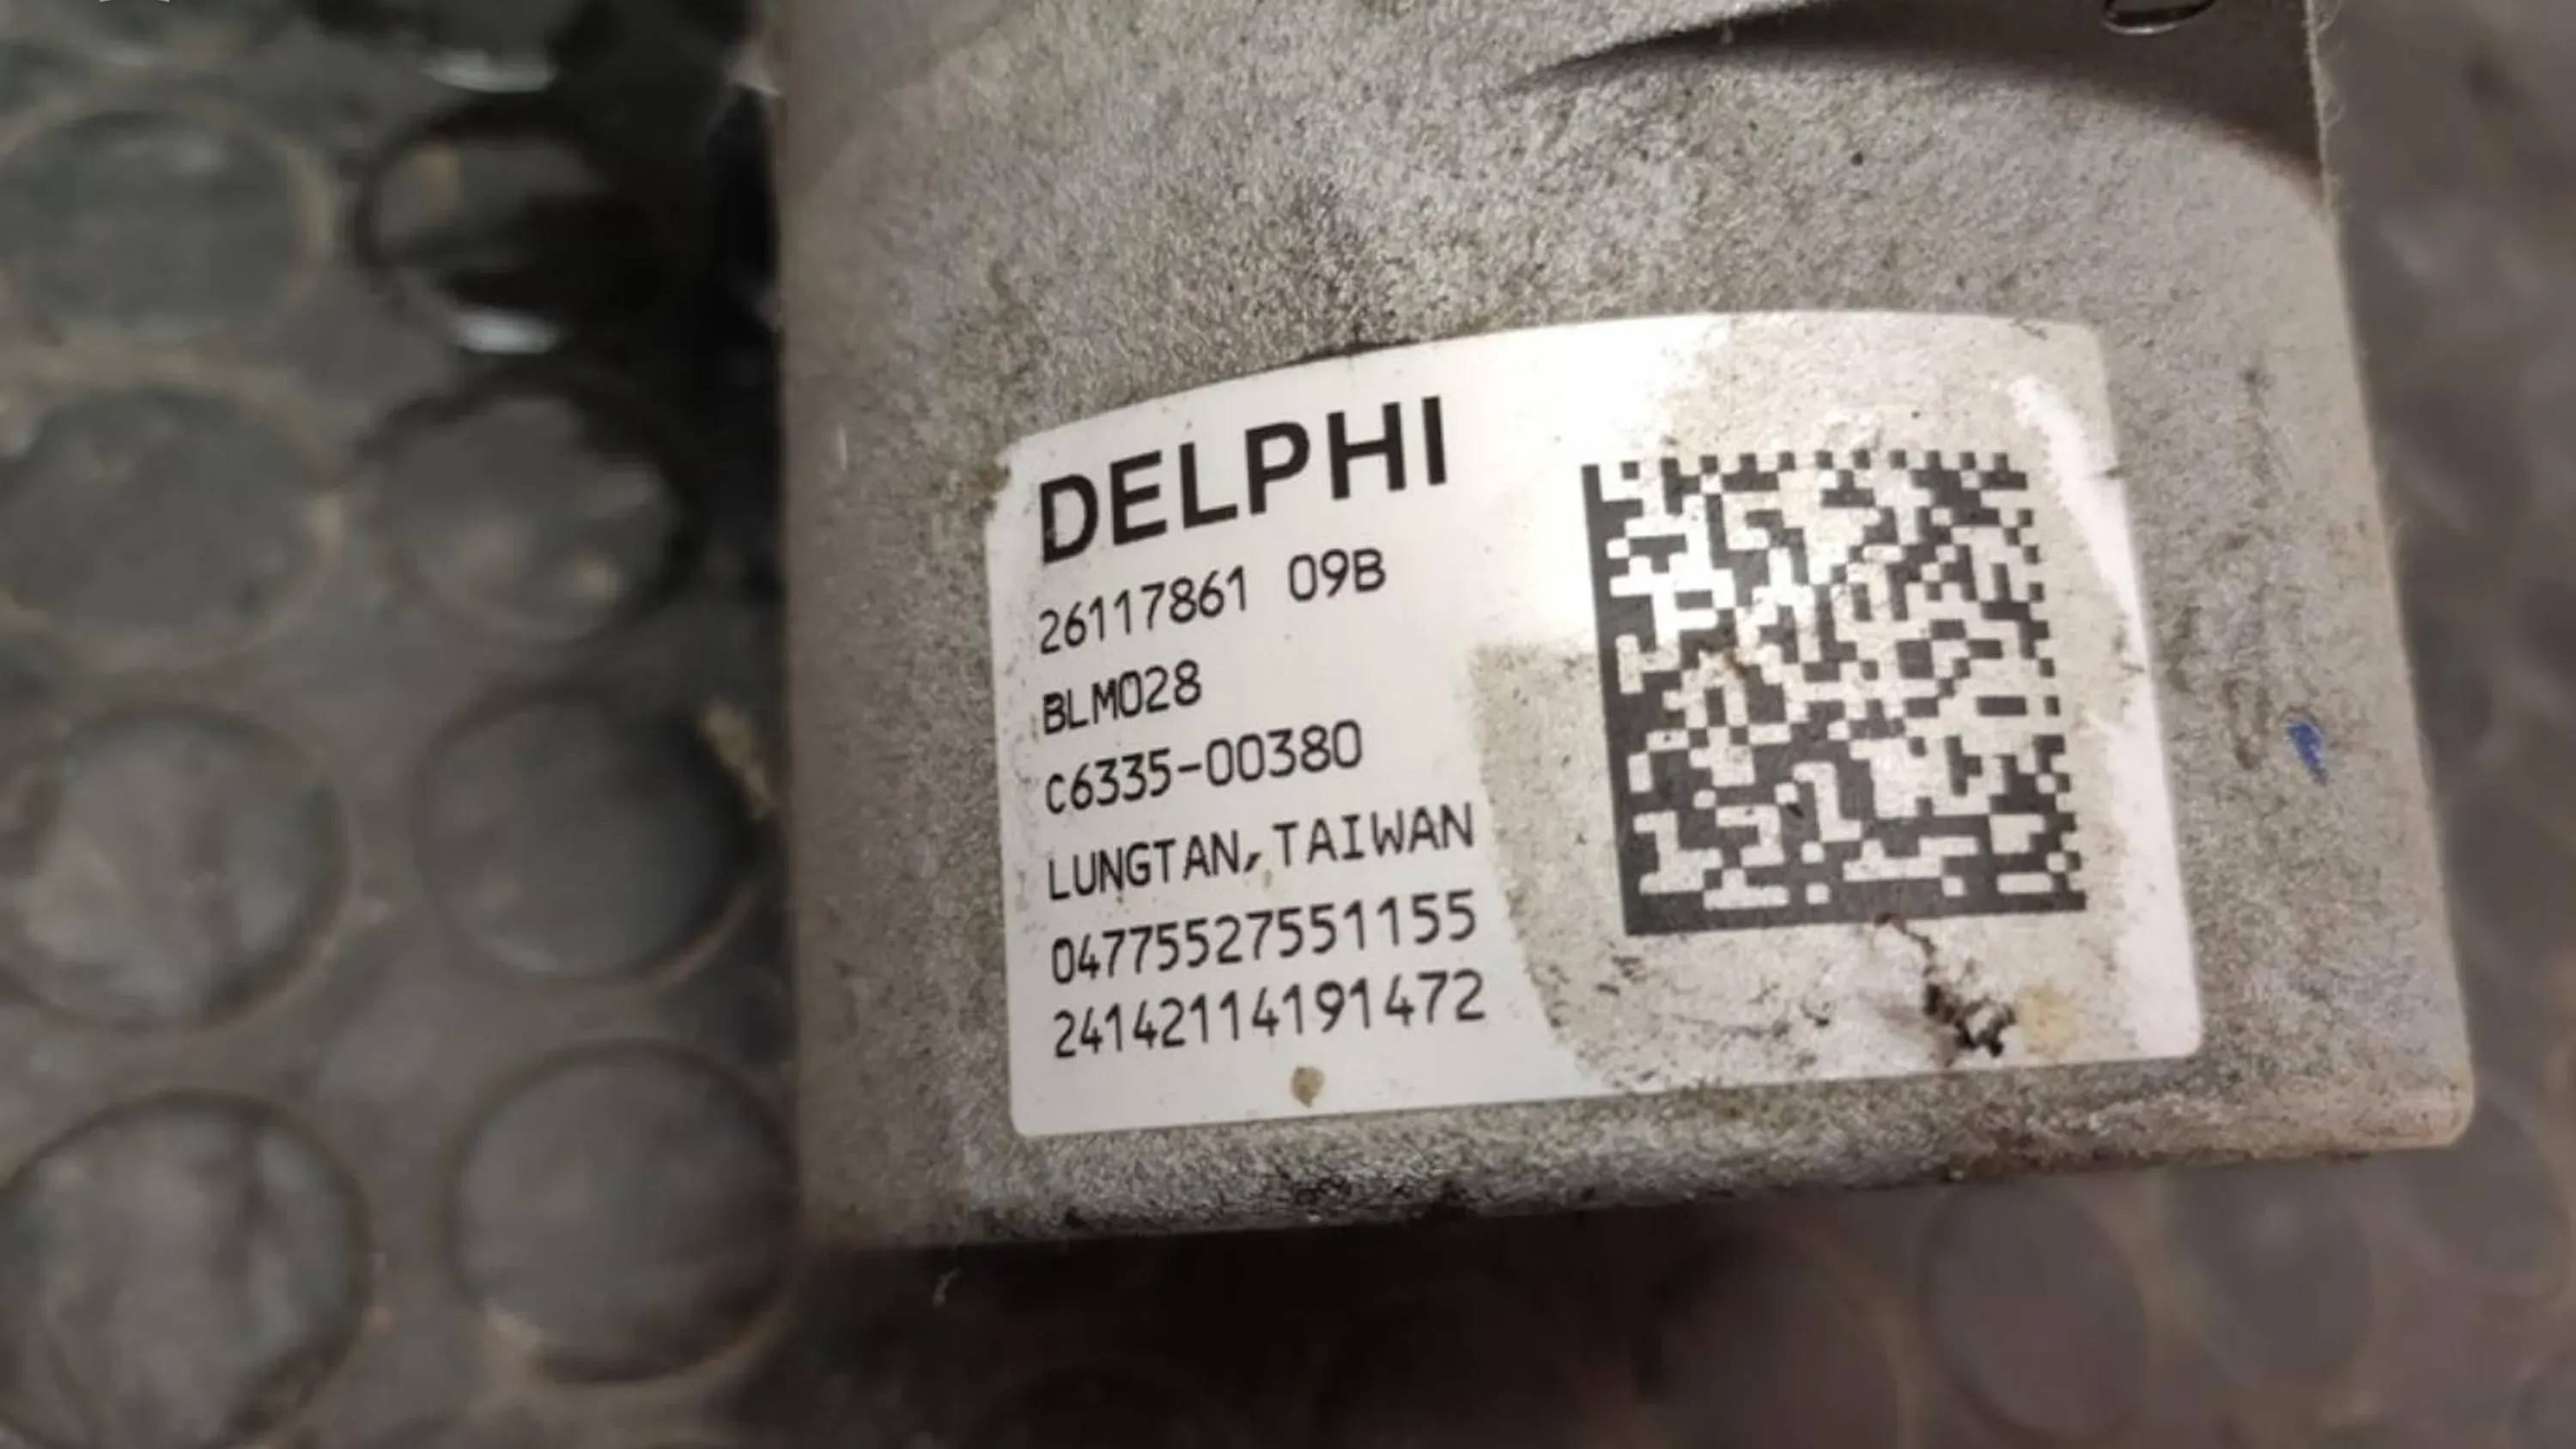 DELPHI
26117861 09B
BLM028
C6335-00380
LUNGTAN, TAIWAN
04775527551155
24142114191472